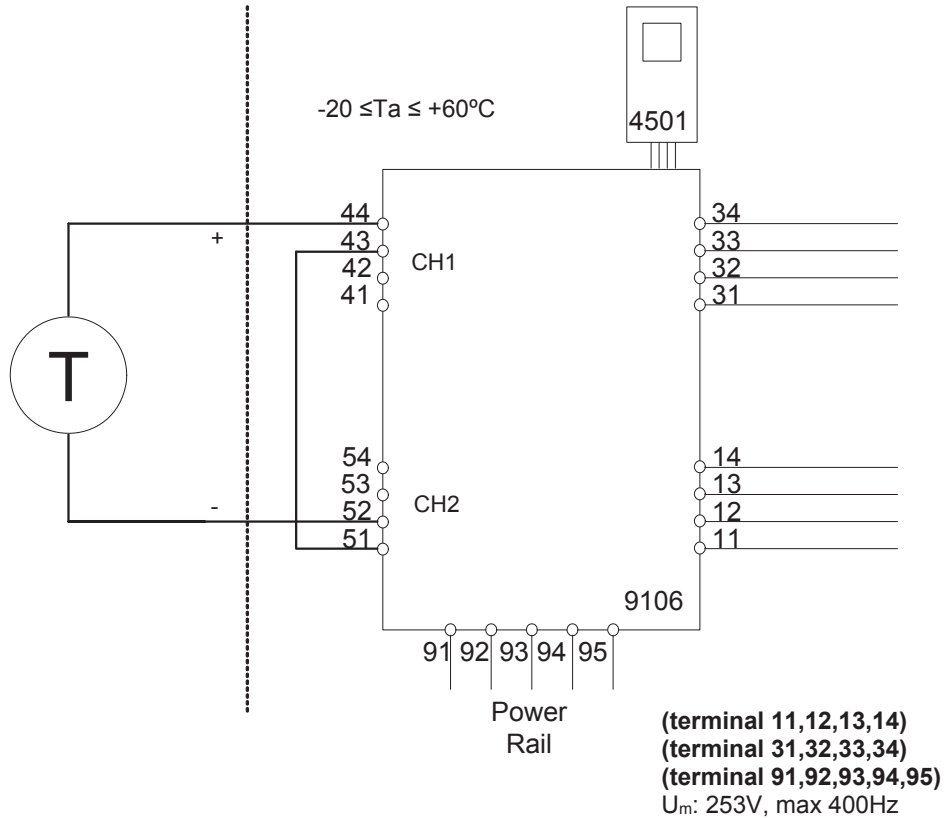 4501
-20 ≤Ta ≤ +60ºC
44
43
42
41
+
CH1
34
33
32
31
T
54
53
52
51
-
CH2
14
13
12
11
9106
91 92 93 94 95
Power
Rail
(terminal 11,12,13,14)
(terminal 31,32,33,34)
(terminal 91,92,93,94,95)
Um: 253V, max 400Hz